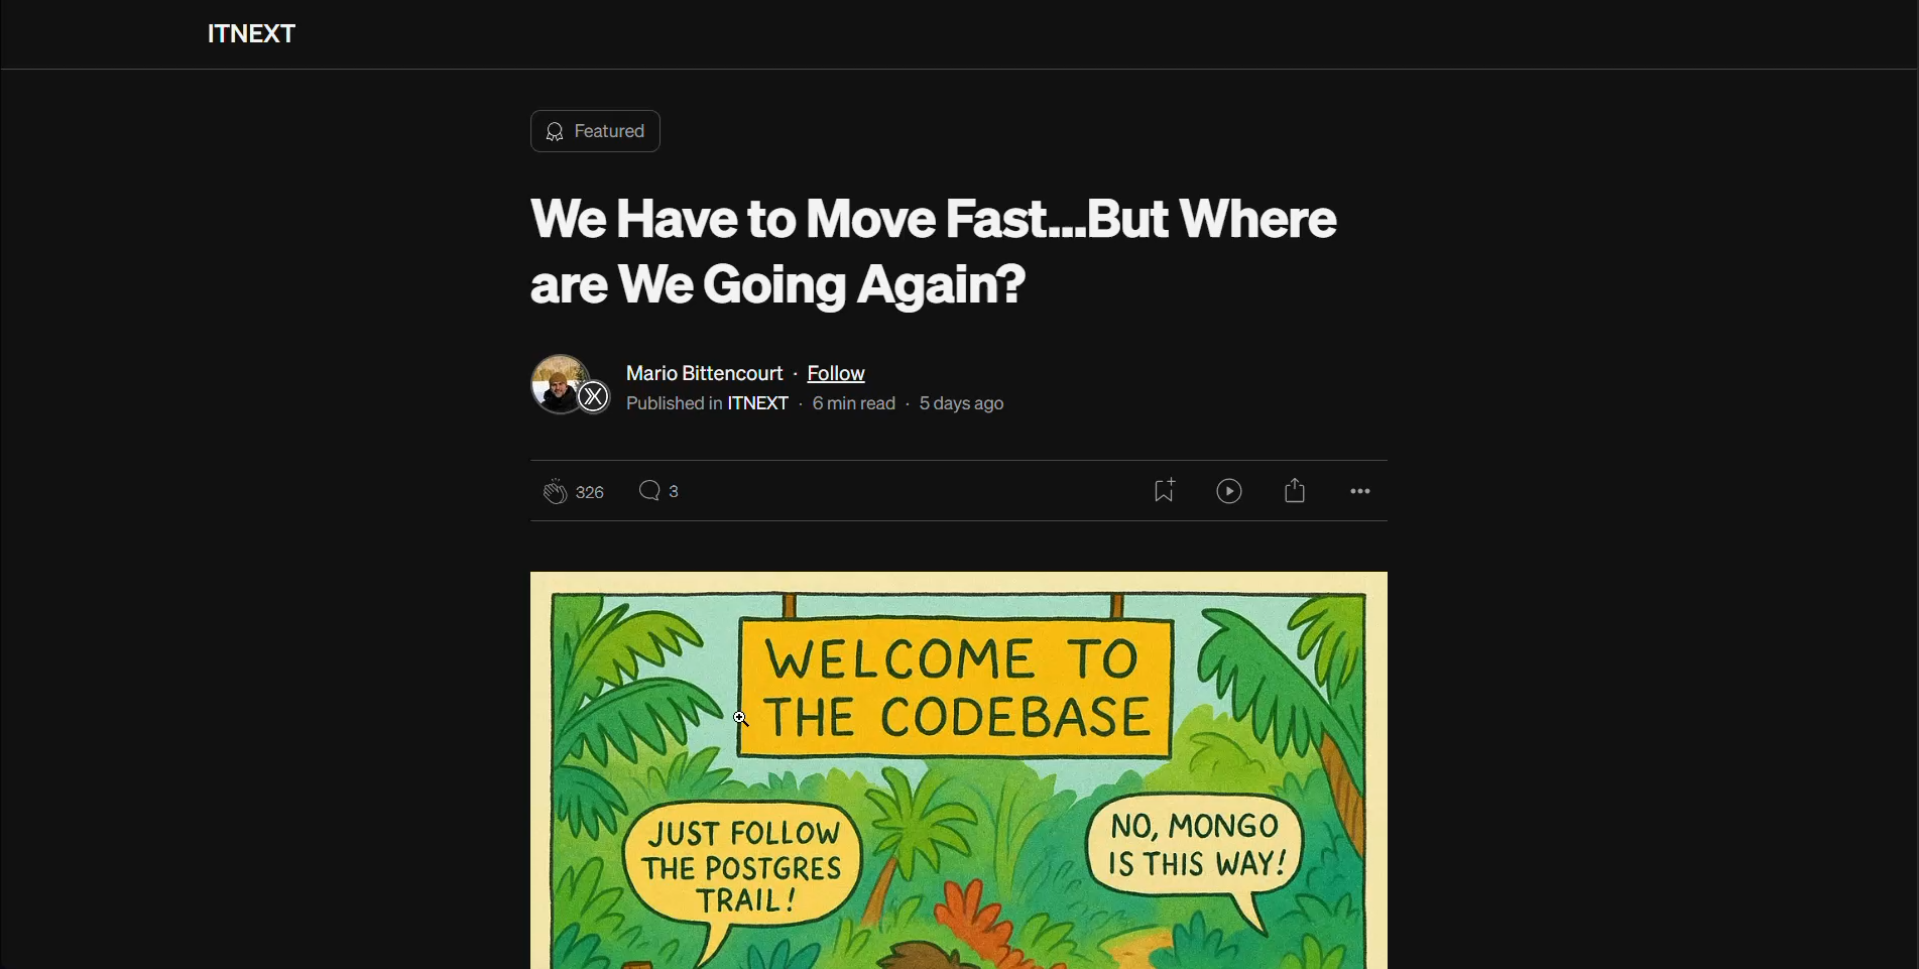 ITNEXT
Featured
We Have to Move Fast...But Where
are We Going Again?
Mario Bittencourt · Follow
Published in ITNEXT · 6 min read · 5 days ago
326 3
WELCOME TO
THE CODEBASE
JUST FOLLOW
THE POSTGRES
TRAIL!
NO, MONGO
IS THIS WAY!